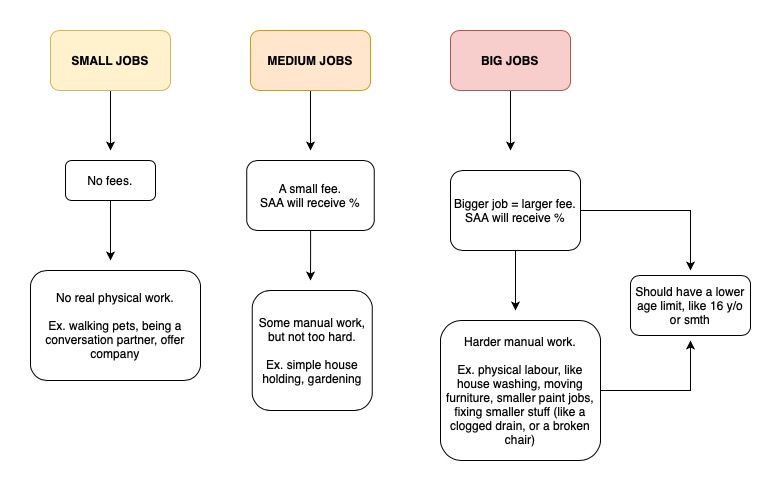 SMALL JOBS
No fees.
No real physical work.
Ex. walking pets, being a
conversation partner, offer
company
MEDIUM JOBS
A small fee.
SAA will receive %
Some manual work,
but not too hard.
Ex. simple house
holding, gardening
BIG JOBS
Bigger job = larger fee.
SAA will receive %
Harder manual work.
Ex. physical labour, like
house washing, moving
furniture, smaller paint jobs,
fixing smaller stuff (like a
clogged drain, or a broken
chair)
Should have a lower
age limit, like 16 y/o
or smth